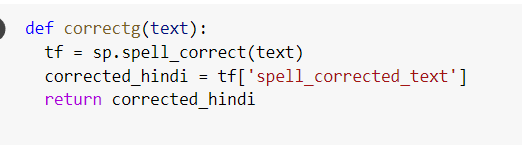 def correctg(text):
  tf = sp.spell_correct(text)
  corrected_hindi = tf['spell_corrected_text']
  return corrected_hindi